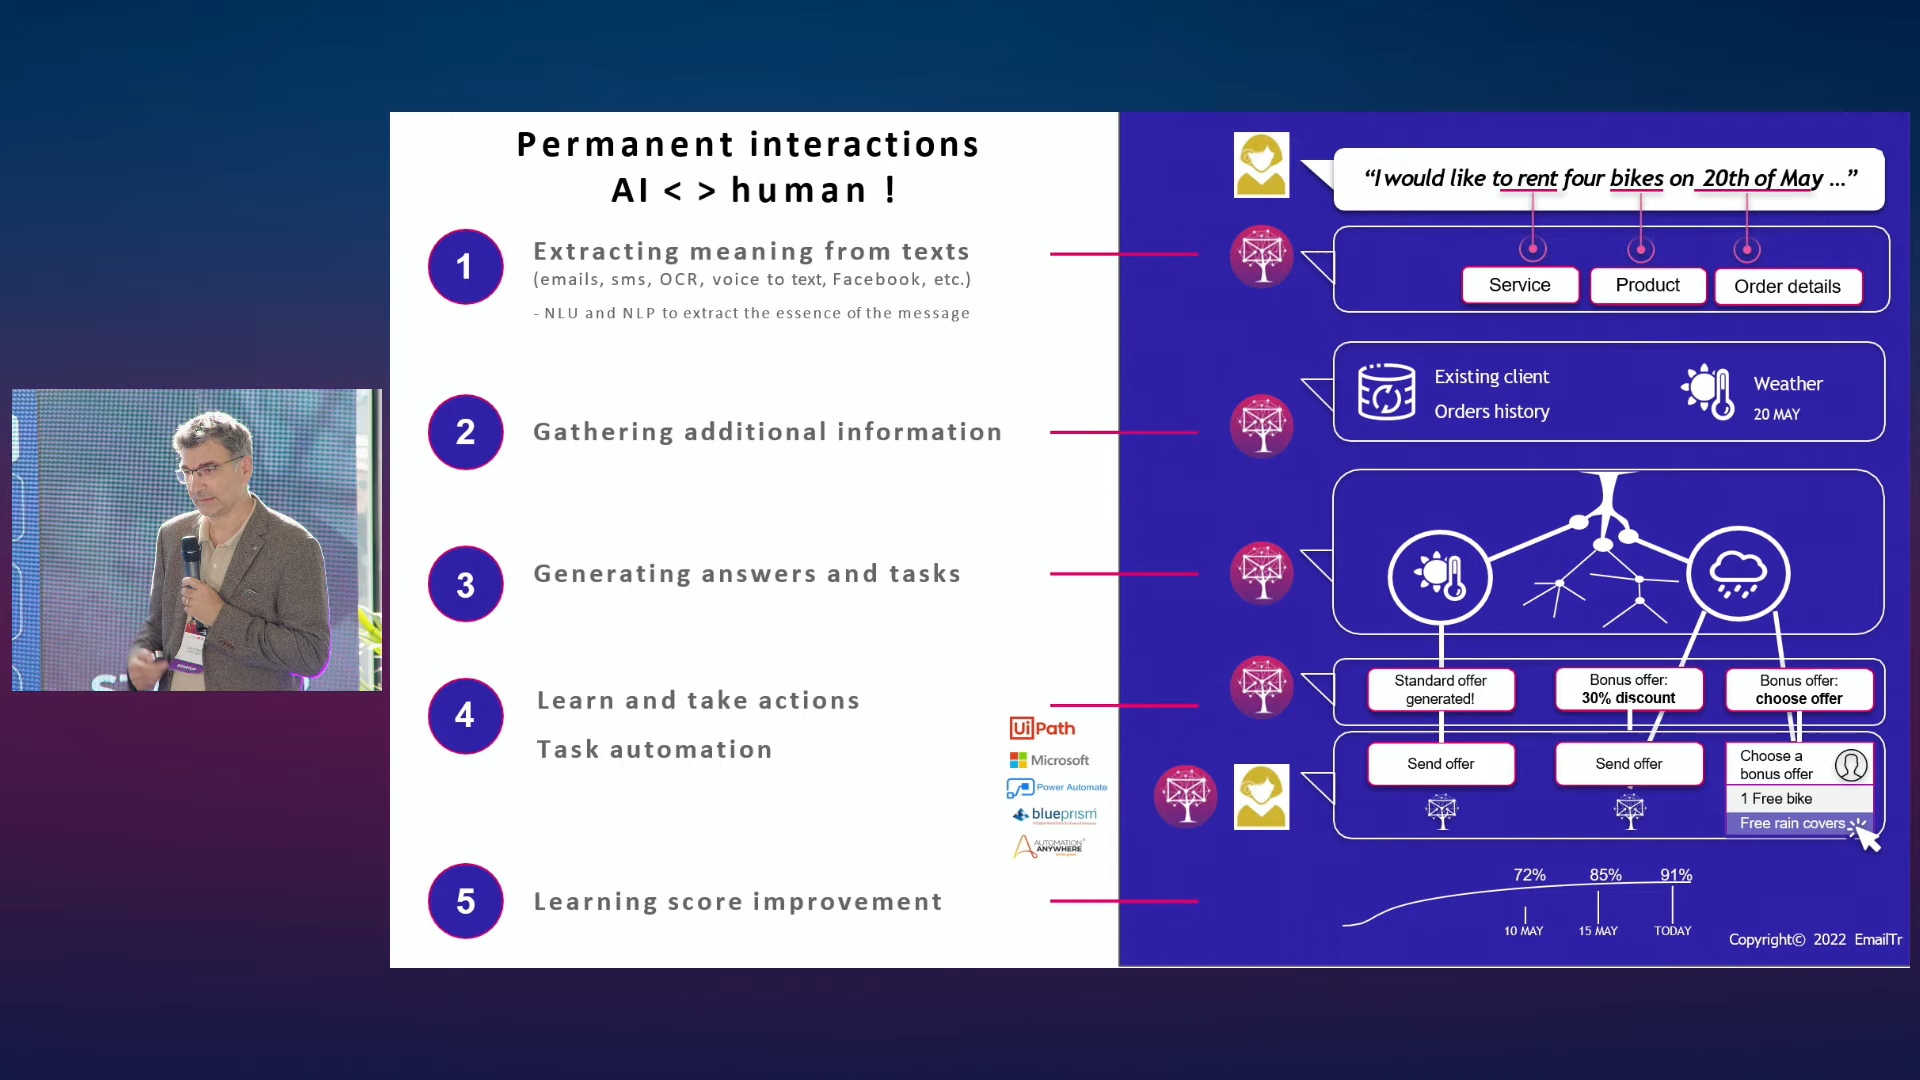 Permanent interactions
AI < > human !
1
Extracting meaning from texts
(emails, sms, OCR, voice to text, Facebook, etc.)
- NLU and NLP to extract the essence of the message
2
Gathering additional information
3
Generating answers and tasks
4
Learn and take actions
Task automation
UiPath
Microsoft
Power Automate
blueprism
AUTOMATION
ANYWHERE
5
Learning score improvement
“I would like to rent four bikes on 20th of May ...”
Service
Product
Order details
Existing client
Orders history
Weather
20 MAY
Standard offer
generated!
Bonus offer:
30% discount
Bonus offer:
choose offer
Send offer
Send offer
Choose a
bonus offer
1 Free bike
Free rain covers
72%
85%
91%
10 MAY
15 MAY
TODAY
Copyright© 2022 EmailTr